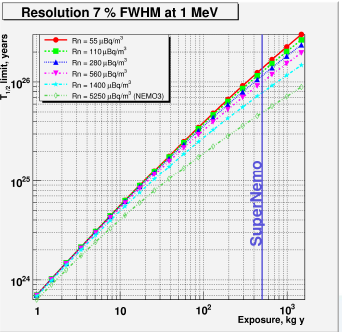 Resolution 7 % FWHM at 1 MeV
T1/2 limit, years
Rn = 55 μBq/m³
Rn = 110 μBq/m³
Rn = 280 μBq/m³
Rn = 560 μBq/m³
Rn = 1400 μBq/m³
Rn = 5250 μBq/m³ (NEMO3)
10²⁶
10²⁵
10²⁴
SuperNemo
1 10 10² 10³
Exposure, kg y